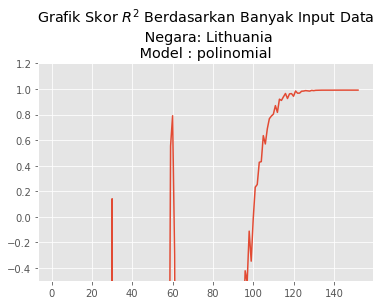 Grafik Skor R² Berdasarkan Banyak Input Data
Negara: Lithuania
Model : polinomial
1.2
1.0
0.8
0.6
0.4
0.2
0.0
−0.2
−0.4
0 20 40 60 80 100 120 140